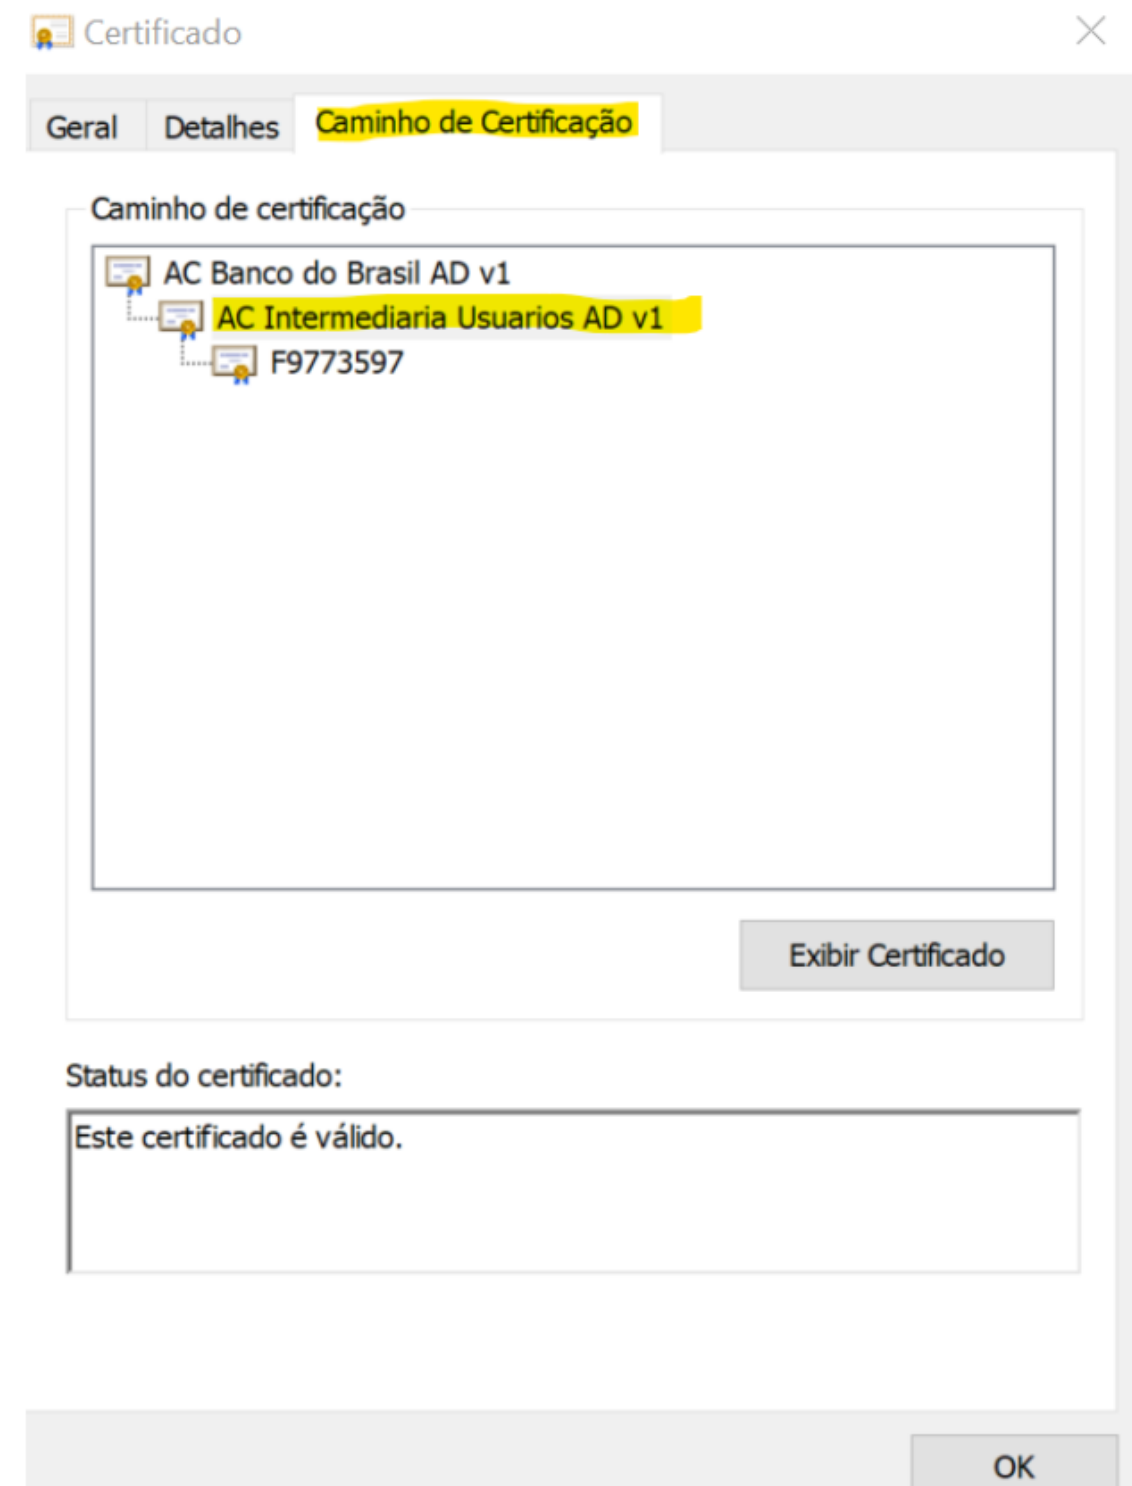 Certificado
Geral Detalhes Caminho de Certificação
Caminho de certificação
AC Banco do Brasil AD v1
AC Intermediaria Usuarios AD v1
F9773597
Exibir Certificado
Status do certificado:
Este certificado é válido.
OK